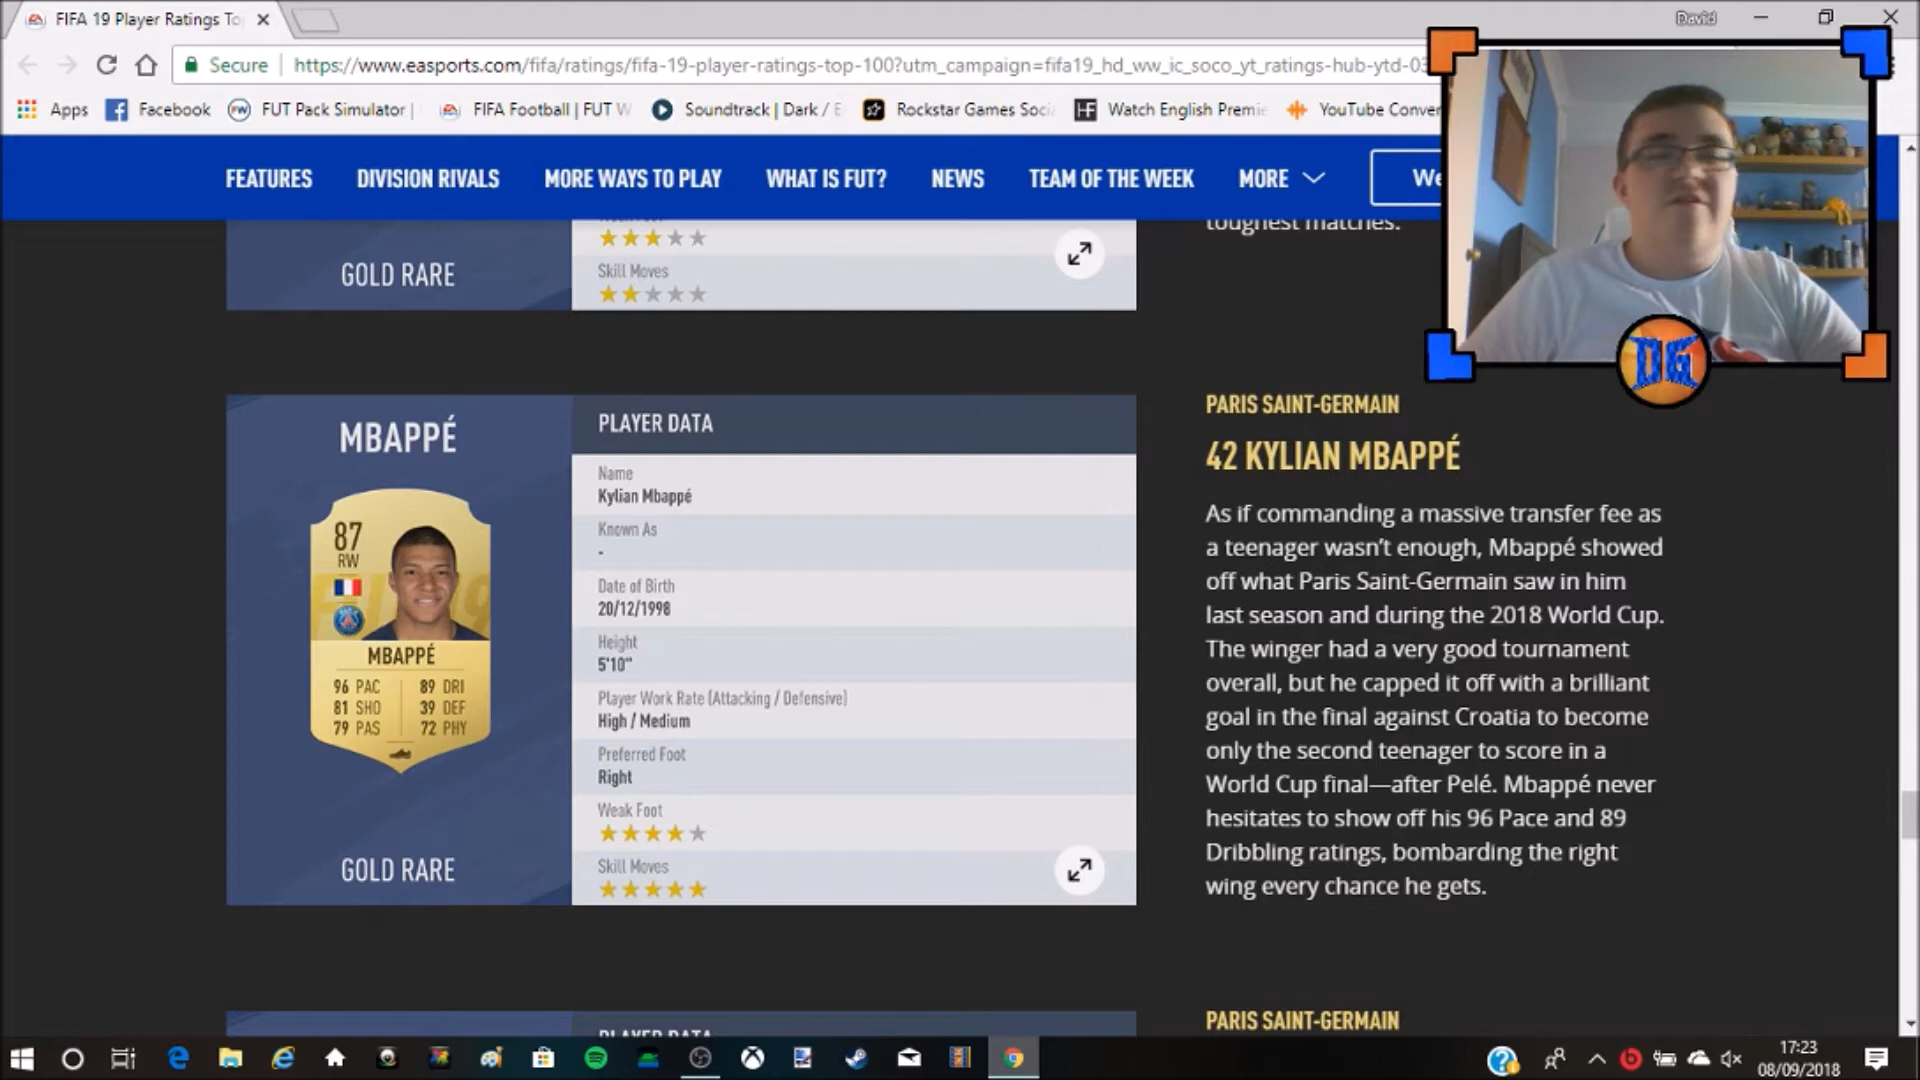 FIFA 19 Player Ratings To
David
Secure
https://www.easports.com/fifa/ratings/fifa-19-player-ratings-top-100?utm_campaign=fifa19_hd_ww_ic_soco_yt_ratings-hub-ytd-03
Apps
Facebook
FUT Pack Simulator |
FIFA Football | FUT W
Soundtrack | Dark / E
Rockstar Games Soci
Watch English Premie
YouTube Conver
FEATURES
DIVISION RIVALS
MORE WAYS TO PLAY
WHAT IS FUT?
NEWS
TEAM OF THE WEEK
MORE
We
toughest matches.
GOLD RARE
Skill Moves
DG
MBAPPÉ
87
RW
MBAPPÉ
96 PAC 89 DRI
81 SHO 39 DEF
79 PAS 72 PHY
GOLD RARE
PLAYER DATA
Name
Kylian Mbappé
Known As
-
Date of Birth
20/12/1998
Height
5'10"
Player Work Rate (Attacking / Defensive)
High / Medium
Preferred Foot
Right
Weak Foot
Skill Moves
PARIS SAINT-GERMAIN
42 KYLIAN MBAPPÉ
As if commanding a massive transfer fee as
a teenager wasn't enough, Mbappé showed
off what Paris Saint-Germain saw in him
last season and during the 2018 World Cup.
The winger had a very good tournament
overall, but he capped it off with a brilliant
goal in the final against Croatia to become
only the second teenager to score in a
World Cup final—after Pelé. Mbappé never
hesitates to show off his 96 Pace and 89
Dribbling ratings, bombarding the right
wing every chance he gets.
PLAYER DATA
PARIS SAINT-GERMAIN
17:23
08/09/2018